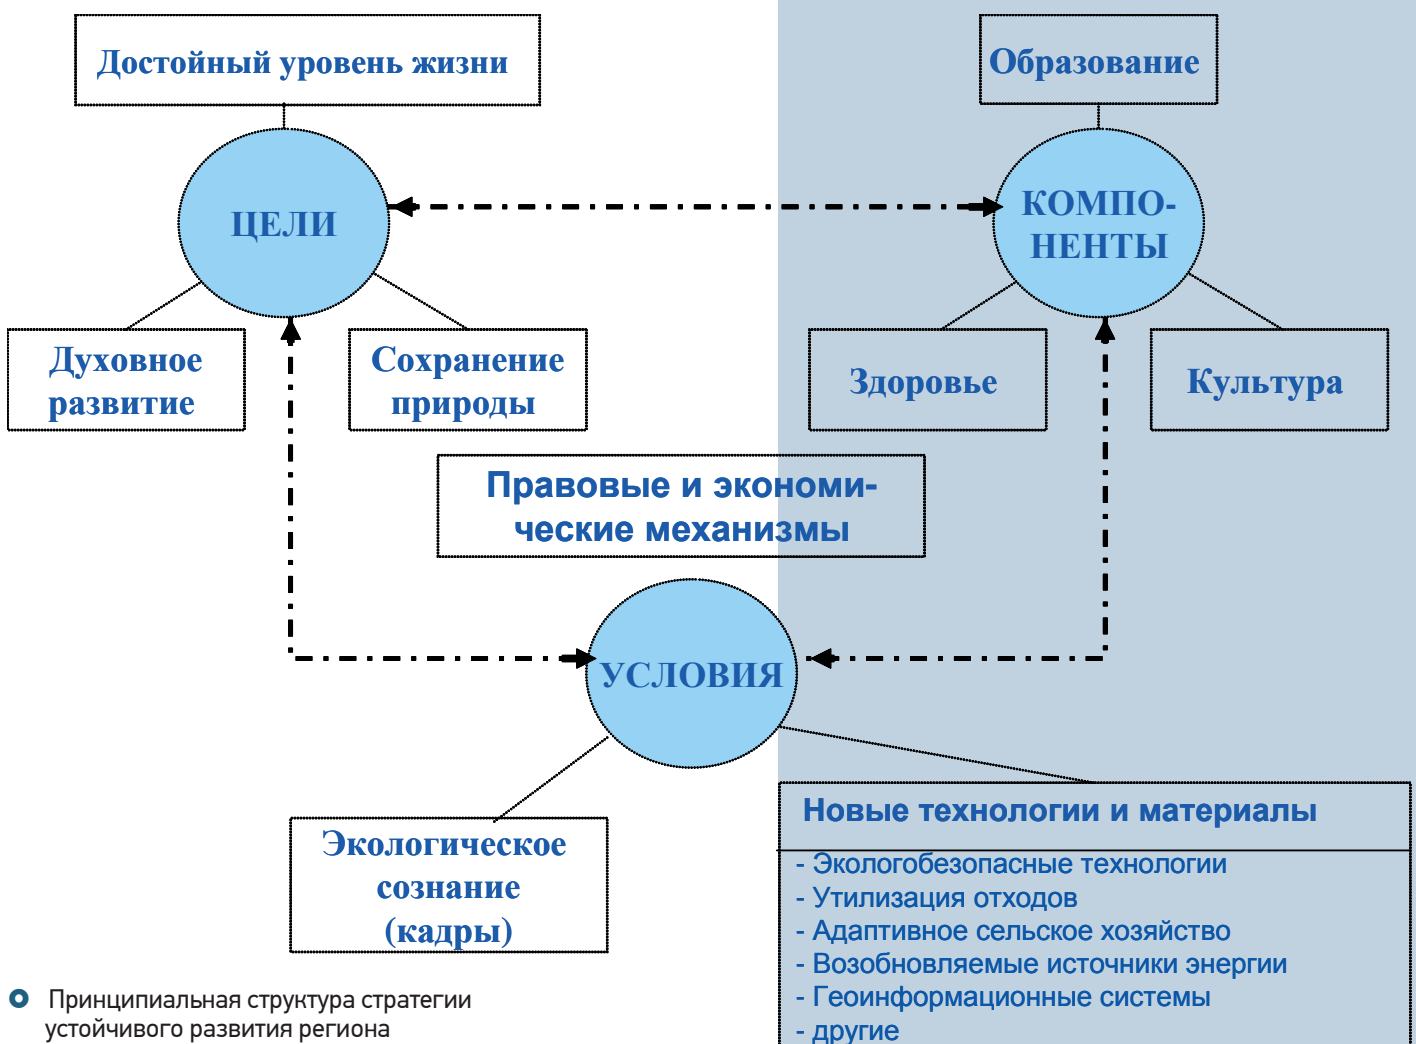 Достойный уровень жизни
Образование
ЦЕЛИ
КОМПО-
НЕНТЫ
Духовное
развитие
Сохранение
природы
Здоровье
Культура
Правовые и экономи-
ческие механизмы
УСЛОВИЯ
Экологическое
сознание
(кадры)
Новые технологии и материалы
- Экологобезопасные технологии
- Утилизация отходов
- Адаптивное сельское хозяйство
- Возобновляемые источники энергии
- Геоинформационные системы
- другие
Принципиальная структура стратегии
устойчивого развития региона